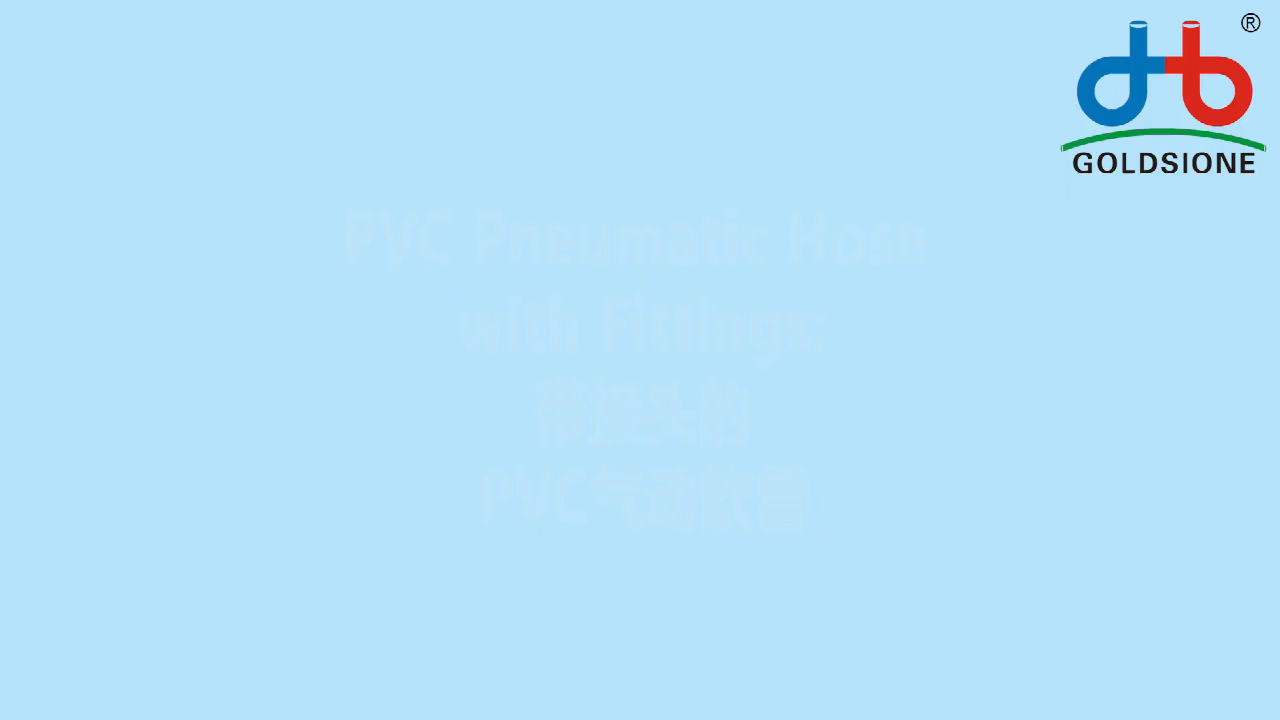 ®
GOLDSIONE
PVC Pneumatic Hose
with Fittings:
带接头的
PVC气动软管